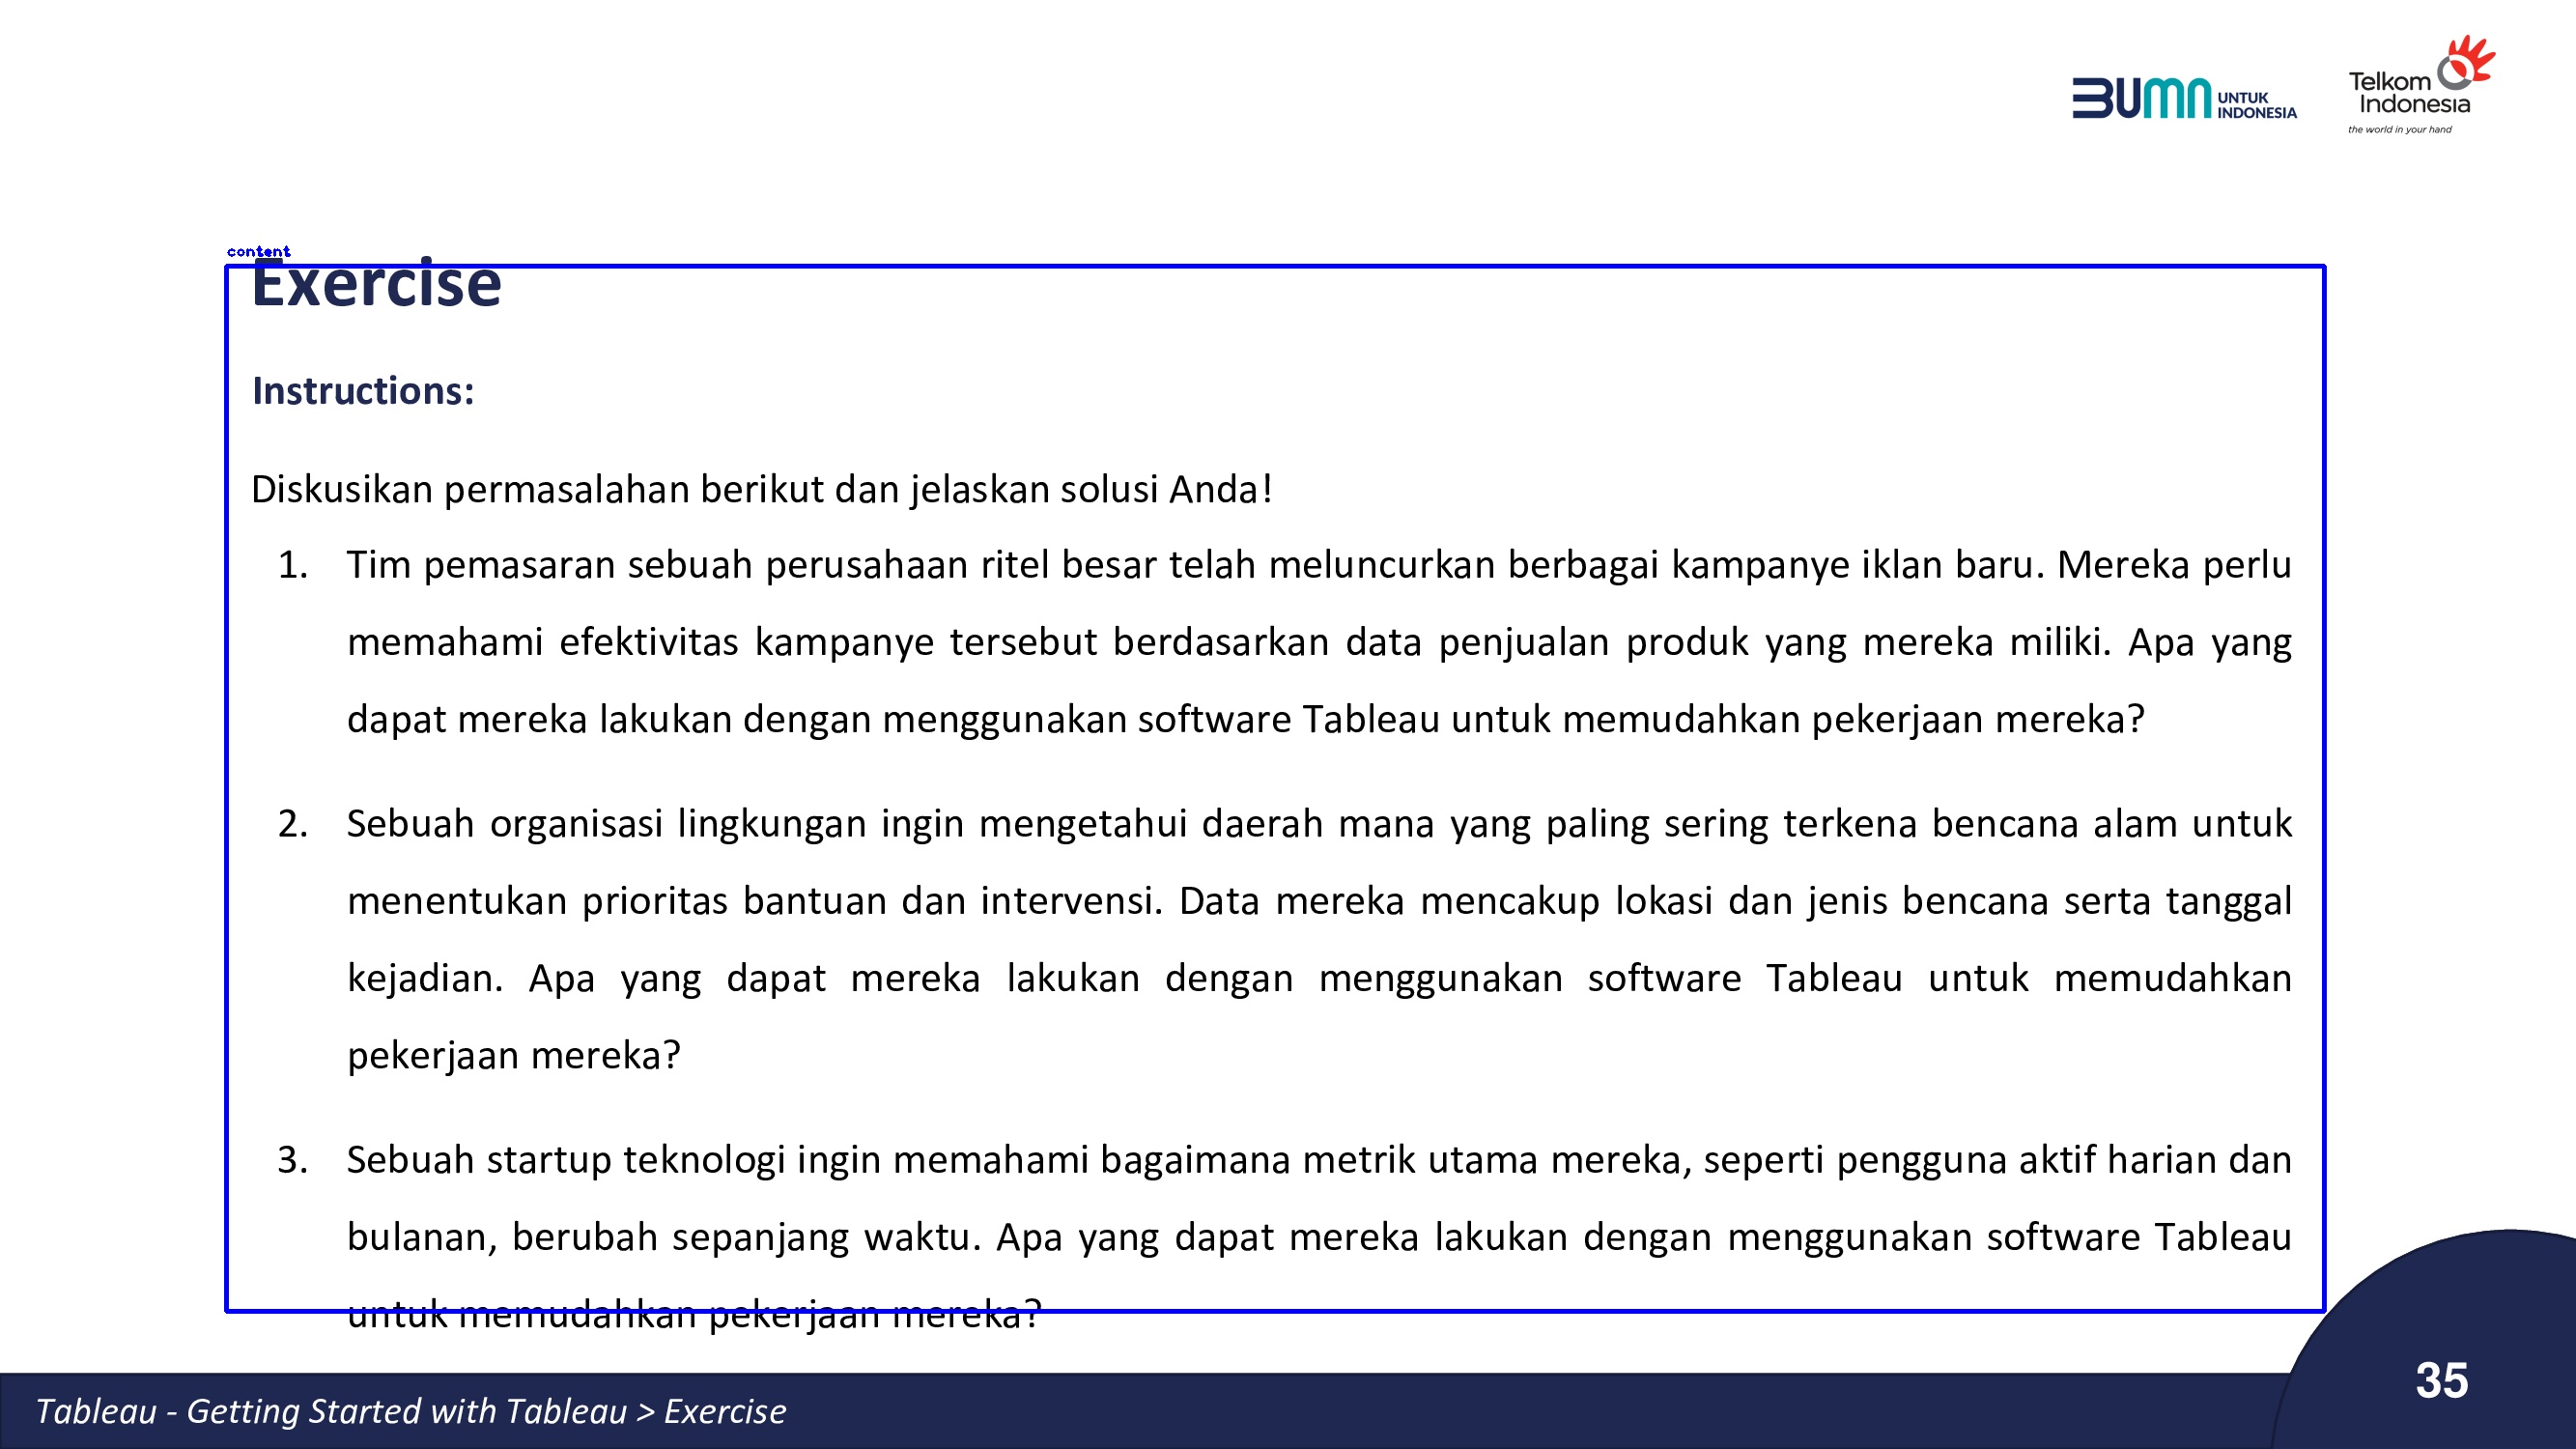 BUMN UNTUK INDONESIA
Telkom Indonesia
the world in your hand
content
Exercise
Instructions:
Diskusikan permasalahan berikut dan jelaskan solusi Anda!
1. Tim pemasaran sebuah perusahaan ritel besar telah meluncurkan berbagai kampanye iklan baru. Mereka perlu
memahami efektivitas kampanye tersebut berdasarkan data penjualan produk yang mereka miliki. Apa yang
dapat mereka lakukan dengan menggunakan software Tableau untuk memudahkan pekerjaan mereka?
2. Sebuah organisasi lingkungan ingin mengetahui daerah mana yang paling sering terkena bencana alam untuk
menentukan prioritas bantuan dan intervensi. Data mereka mencakup lokasi dan jenis bencana serta tanggal
kejadian. Apa yang dapat mereka lakukan dengan menggunakan software Tableau untuk memudahkan
pekerjaan mereka?
3. Sebuah startup teknologi ingin memahami bagaimana metrik utama mereka, seperti pengguna aktif harian dan
bulanan, berubah sepanjang waktu. Apa yang dapat mereka lakukan dengan menggunakan software Tableau
untuk memudahkan pekerjaan mereka?
Tableau - Getting Started with Tableau > Exercise
35